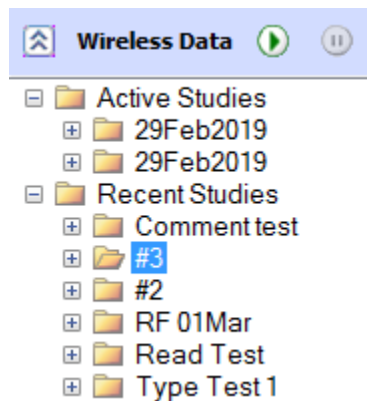 Wireless Data
Active Studies
29Feb2019
29Feb2019
Recent Studies
Comment test
#3
#2
RF 01Mar
Read Test
Type Test 1